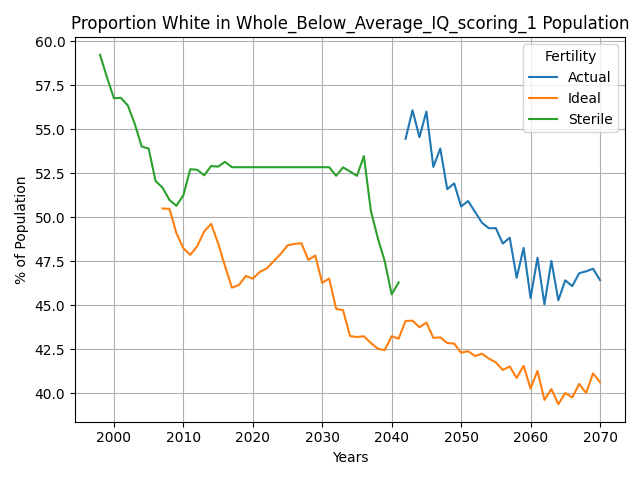 Proportion White in Whole_Below_Average_IQ_scoring_1 Population
60.0
57.5
55.0
52.5
50.0
47.5
45.0
42.5
40.0
% of Population
Fertility
Actual
Ideal
Sterile
2000 2010 2020 2030 2040 2050 2060 2070
Years